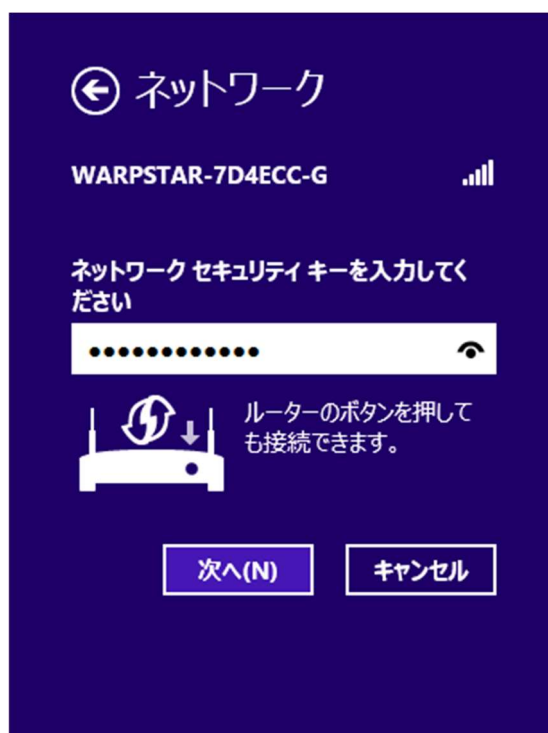 ネットワーク
WARPSTAR-7D4ECC-G
ネットワーク セキュリティ キーを入力してく
ださい
●●●●●●●●●●●●
ルーターのボタンを押して
も接続できます。
次へ(N)
キャンセル